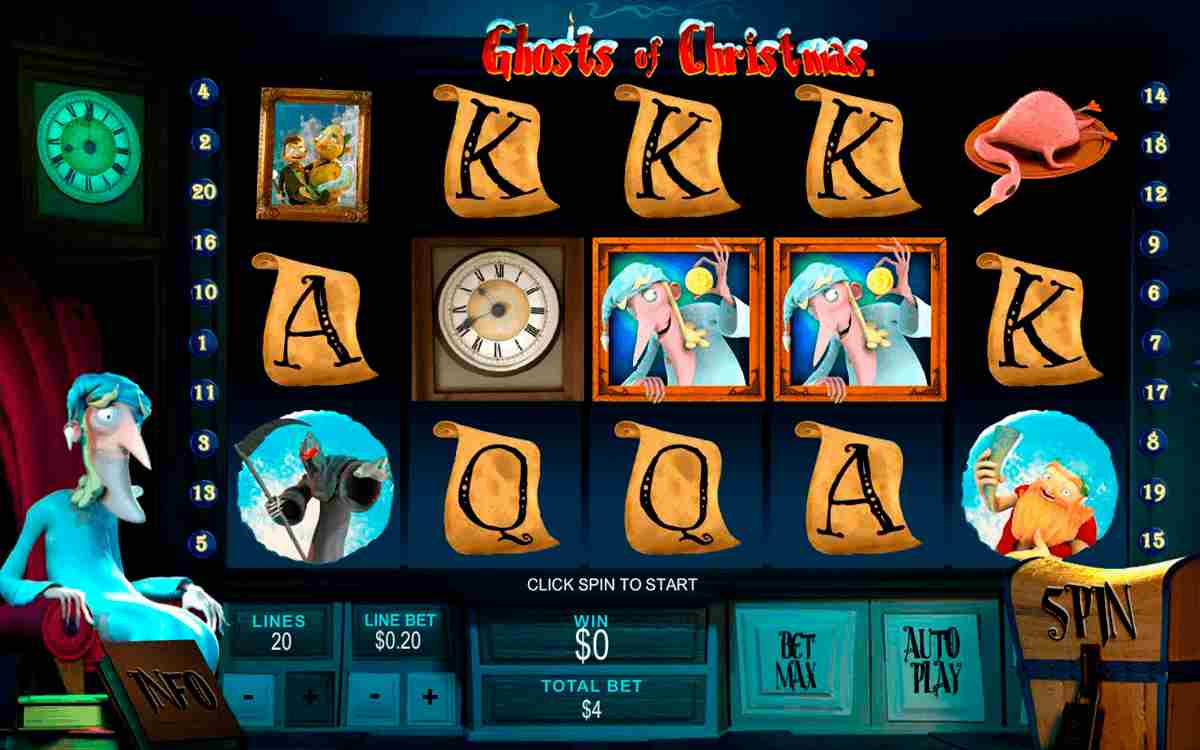 Ghosts of Christmas.
4
14
K K K
2
18
20
12
16
9
10
6
A
K
1
7
11
17
3
8
Q Q A
13
19
5
15
CLICK SPIN TO START
SPIN
LINES
20
LINE BET
$0.20
WIN
$0
BET
MAX
AUTO
PLAY
INFO
- +
- +
TOTAL BET
$4